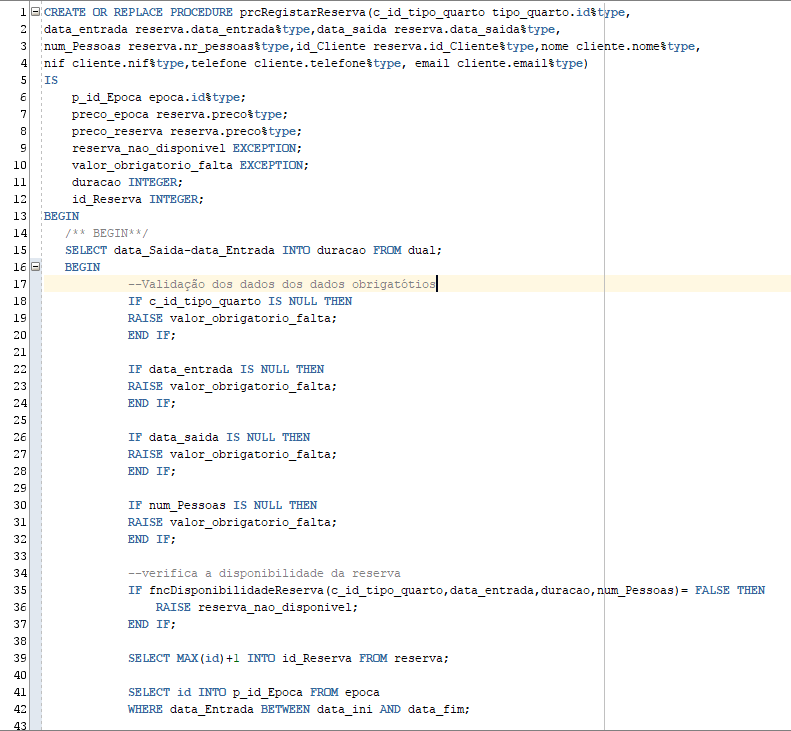 1 CREATE OR REPLACE PROCEDURE prcRegistarReserva(c_id_tipo_quarto tipo_quarto.id%type,
2 data_entrada reserva.data_entrada%type,data_saida reserva.data_saida%type,
3 num_Pessoas reserva.nr_pessoas%type,id_Cliente reserva.id_Cliente%type,nome cliente.nome%type,
4 nif cliente.nif%type,telefone cliente.telefone%type, email cliente.email%type)
5 IS
6 p_id_Epoca epoca.id%type;
7 preco_epoca reserva.preco%type;
8 preco_reserva reserva.preco%type;
9 reserva_nao_disponivel EXCEPTION;
10 valor_obrigatorio_falta EXCEPTION;
11 duracao INTEGER;
12 id_Reserva INTEGER;
13 BEGIN
14 /** BEGIN**/
15 SELECT data_Saida-data_Entrada INTO duracao FROM dual;
16 BEGIN
17 --Validação dos dados dos dados obrigatótios
18 IF c_id_tipo_quarto IS NULL THEN
19 RAISE valor_obrigatorio_falta;
20 END IF;
21
22 IF data_entrada IS NULL THEN
23 RAISE valor_obrigatorio_falta;
24 END IF;
25
26 IF data_saida IS NULL THEN
27 RAISE valor_obrigatorio_falta;
28 END IF;
29
30 IF num_Pessoas IS NULL THEN
31 RAISE valor_obrigatorio_falta;
32 END IF;
33
34 --verifica a disponibilidade da reserva
35 IF fncDisponibilidadeReserva(c_id_tipo_quarto,data_entrada,duracao,num_Pessoas)= FALSE THEN
36 RAISE reserva_nao_disponivel;
37 END IF;
38
39 SELECT MAX(id)+1 INTO id_Reserva FROM reserva;
40
41 SELECT id INTO p_id_Epoca FROM epoca
42 WHERE data_Entrada BETWEEN data_ini AND data_fim;
43